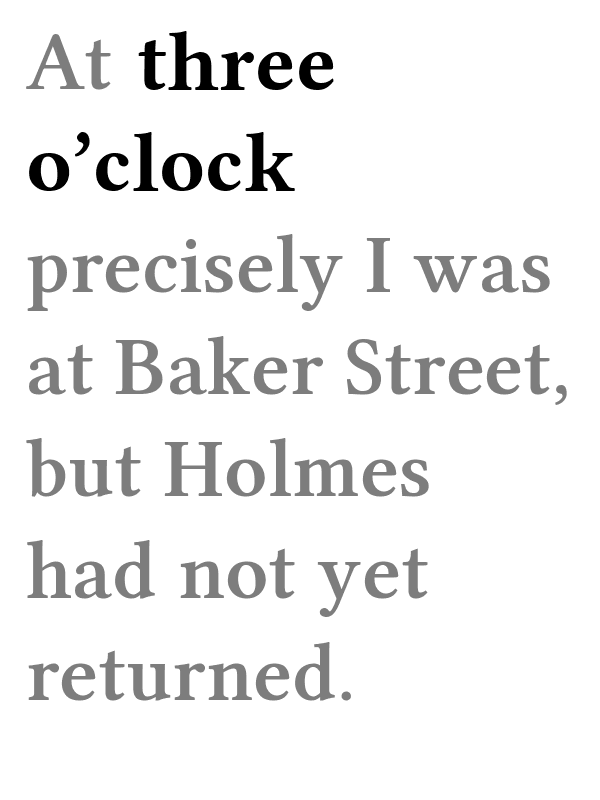 At three
o’clock
precisely I was
at Baker Street,
but Holmes
had not yet
returned.